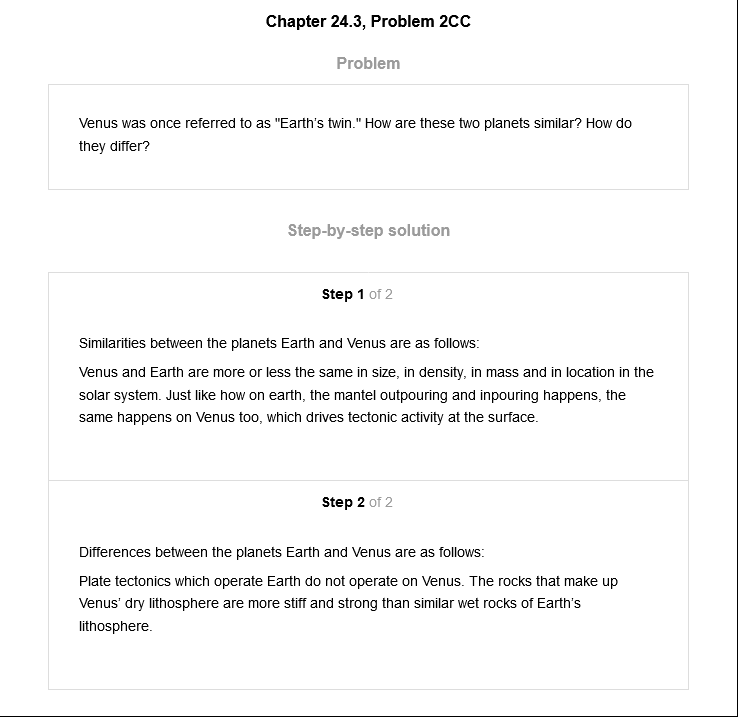 Chapter 24.3, Problem 2CC
Problem
Venus was once referred to as "Earth's twin." How are these two planets similar? How do
they differ?
Step-by-step solution
Step 1 of 2
Similarities between the planets Earth and Venus are as follows:
Venus and Earth are more or less the same in size, in density, in mass and in location in the
solar system. Just like how on earth, the mantel outpouring and inpouring happens, the
same happens on Venus too, which drives tectonic activity at the surface.
Step 2 of 2
Differences between the planets Earth and Venus are as follows:
Plate tectonics which operate Earth do not operate on Venus. The rocks that make up
Venus' dry lithosphere are more stiff and strong than similar wet rocks of Earth's
lithosphere.